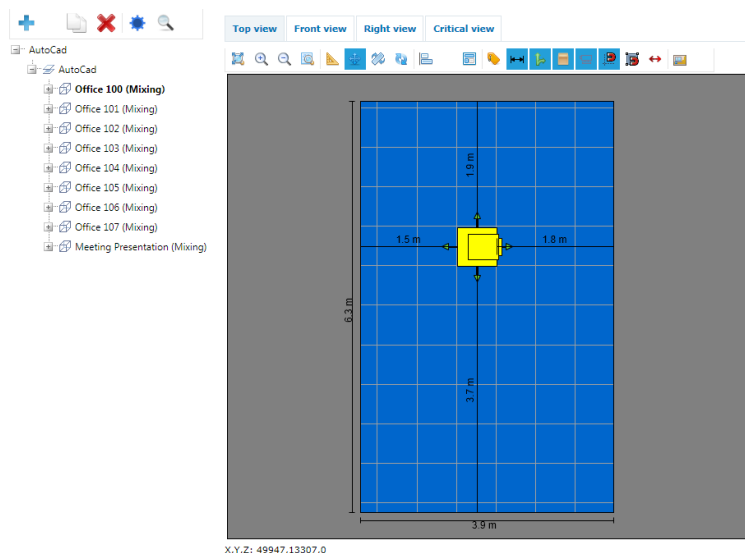 Top view Front view Right view Critical view
AutoCad
AutoCad
Office 100 (Mixing)
Office 101 (Mixing)
Office 102 (Mixing)
Office 103 (Mixing)
Office 104 (Mixing)
Office 105 (Mixing)
Office 106 (Mixing)
Office 107 (Mixing)
Meeting Presentation (Mixing)
1.9 m
1.5 m
1.8 m
6.3 m
3.7 m
3.9 m
X,Y,Z: 49947,13307,0